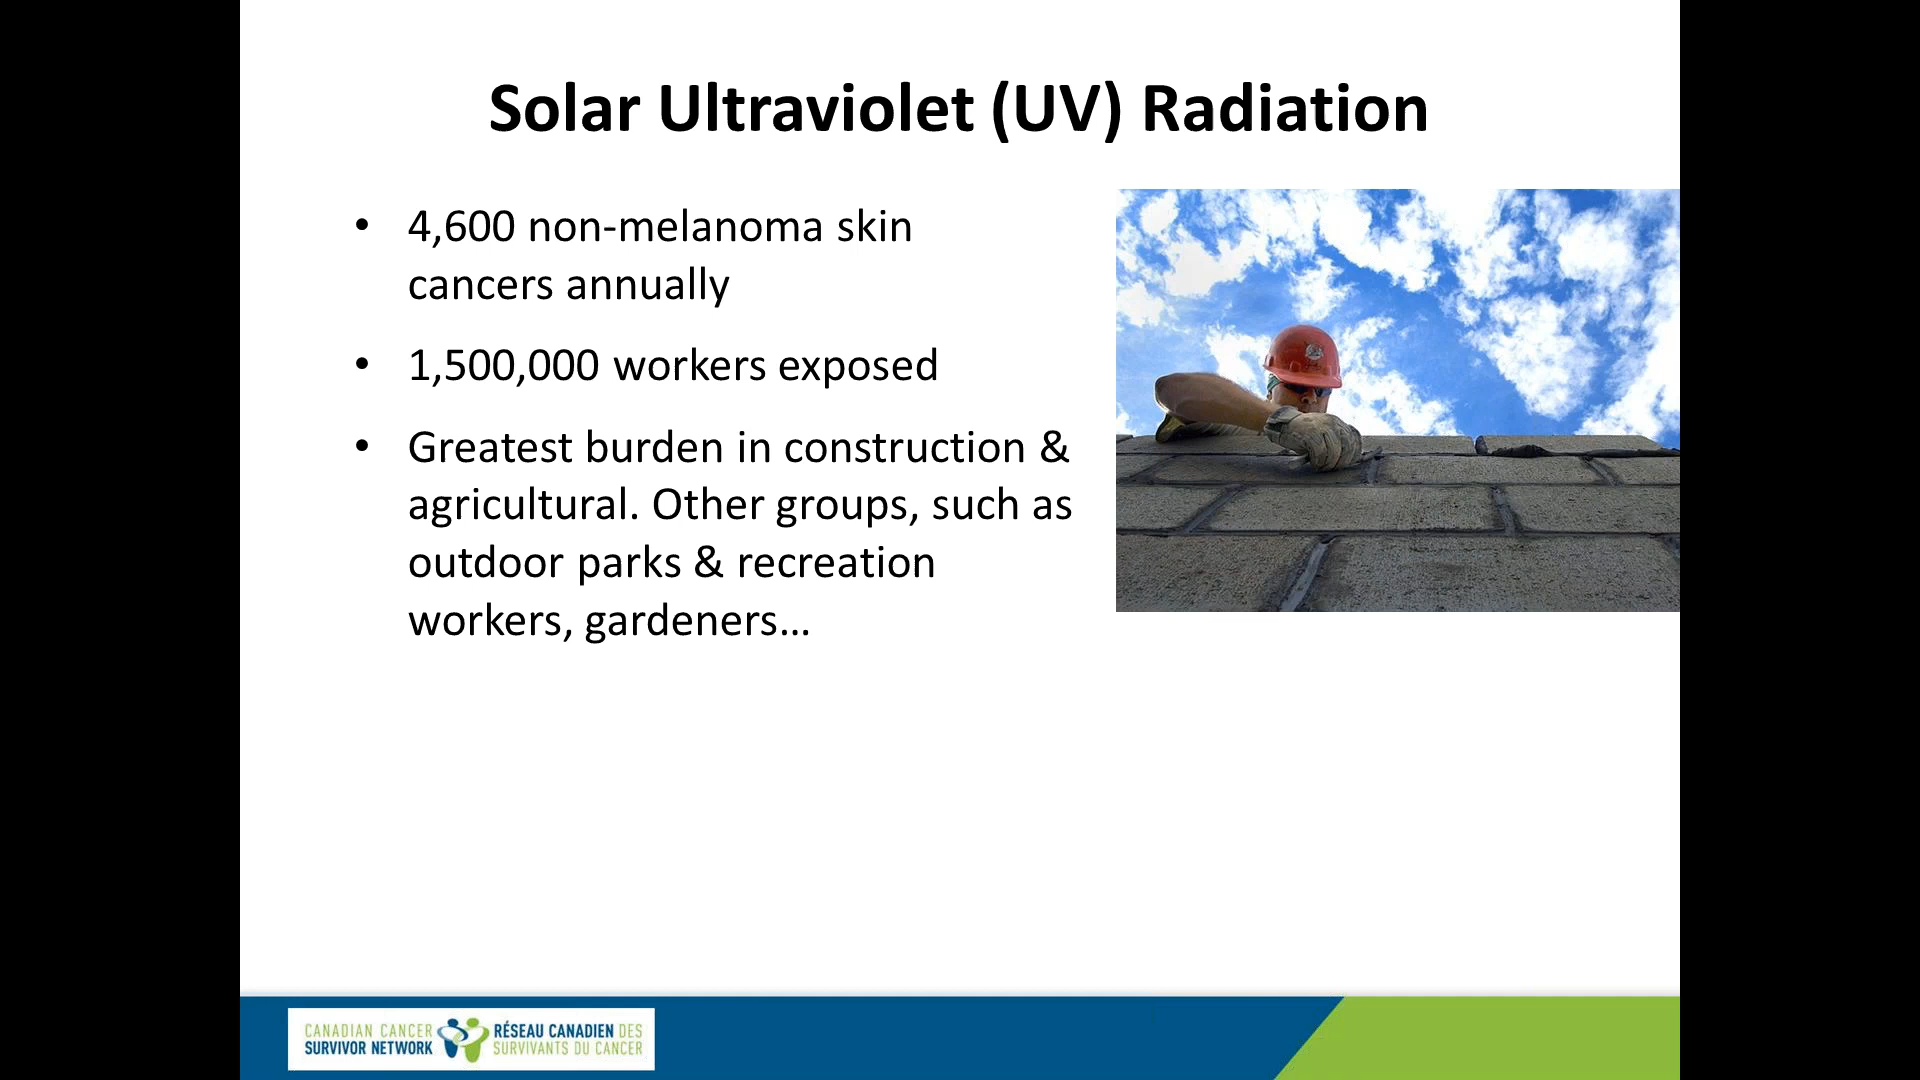 Solar Ultraviolet (UV) Radiation
• 4,600 non-melanoma skin
cancers annually
• 1,500,000 workers exposed
• Greatest burden in construction &
agricultural. Other groups, such as
outdoor parks & recreation
workers, gardeners…
CANADIAN CANCER
SURVIVOR NETWORK
RÉSEAU CANADIEN DES
SURVIVANTS DU CANCER